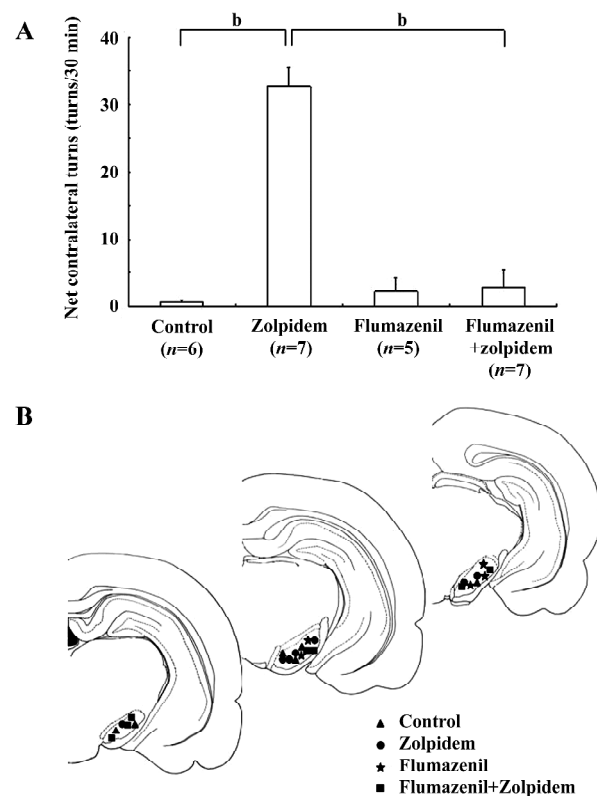 A
b
b
Net contralateral turns (turns/30 min)
40
30
20
10
0
Control
(n=6)
Zolpidem
(n=7)
Flumazenil
(n=5)
Flumazenil
+zolpidem
(n=7)
B
Control
Zolpidem
Flumazenil
Flumazenil+Zolpidem